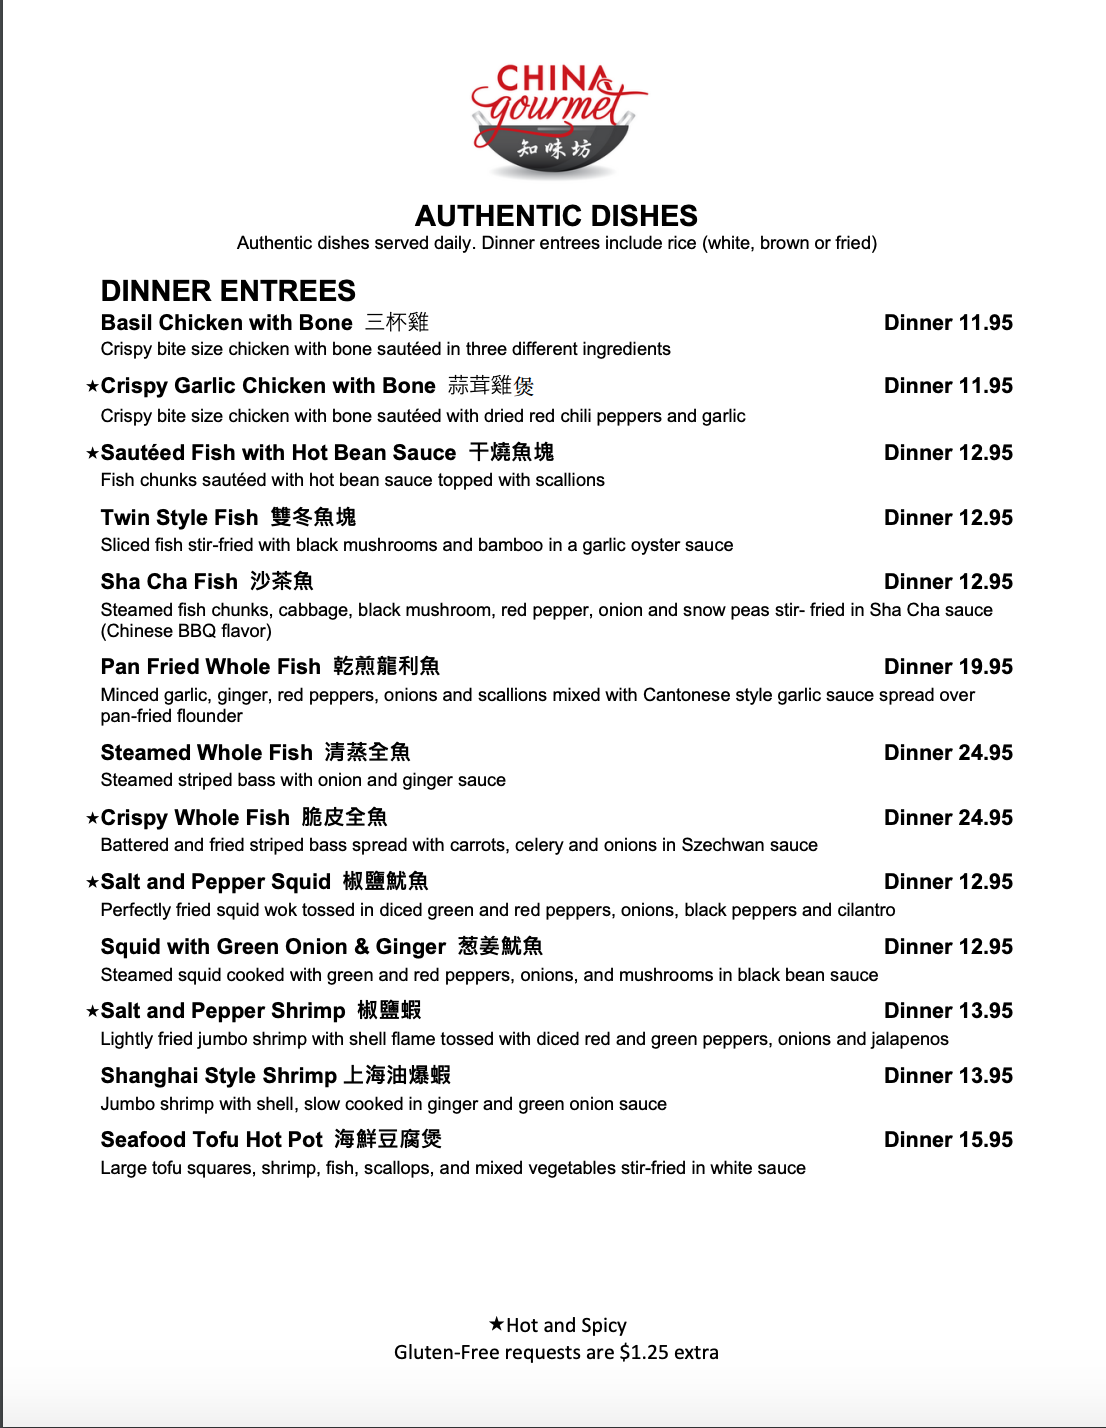 CHINA
gourmet
知味坊
AUTHENTIC DISHES
Authentic dishes served daily. Dinner entrees include rice (white, brown or fried)
DINNER ENTREES
Basil Chicken with Bone 三杯雞 Dinner 11.95
Crispy bite size chicken with bone sautéed in three different ingredients
★Crispy Garlic Chicken with Bone 蒜茸雞煲 Dinner 11.95
Crispy bite size chicken with bone sautéed with dried red chili peppers and garlic
★Sautéed Fish with Hot Bean Sauce 干燒魚塊 Dinner 12.95
Fish chunks sautéed with hot bean sauce topped with scallions
Twin Style Fish 雙冬魚塊 Dinner 12.95
Sliced fish stir-fried with black mushrooms and bamboo in a garlic oyster sauce
Sha Cha Fish 沙茶魚 Dinner 12.95
Steamed fish chunks, cabbage, black mushroom, red pepper, onion and snow peas stir- fried in Sha Cha sauce
(Chinese BBQ flavor)
Pan Fried Whole Fish 乾煎龍利魚 Dinner 19.95
Minced garlic, ginger, red peppers, onions and scallions mixed with Cantonese style garlic sauce spread over
pan-fried flounder
Steamed Whole Fish 清蒸全魚 Dinner 24.95
Steamed striped bass with onion and ginger sauce
★Crispy Whole Fish 脆皮全魚 Dinner 24.95
Battered and fried striped bass spread with carrots, celery and onions in Szechwan sauce
★Salt and Pepper Squid 椒鹽魷魚 Dinner 12.95
Perfectly fried squid wok tossed in diced green and red peppers, onions, black peppers and cilantro
Squid with Green Onion & Ginger 葱姜魷魚 Dinner 12.95
Steamed squid cooked with green and red peppers, onions, and mushrooms in black bean sauce
★Salt and Pepper Shrimp 椒鹽蝦 Dinner 13.95
Lightly fried jumbo shrimp with shell flame tossed with diced red and green peppers, onions and jalapenos
Shanghai Style Shrimp 上海油爆蝦 Dinner 13.95
Jumbo shrimp with shell, slow cooked in ginger and green onion sauce
Seafood Tofu Hot Pot 海鮮豆腐煲 Dinner 15.95
Large tofu squares, shrimp, fish, scallops, and mixed vegetables stir-fried in white sauce
★Hot and Spicy
Gluten-Free requests are $1.25 extra